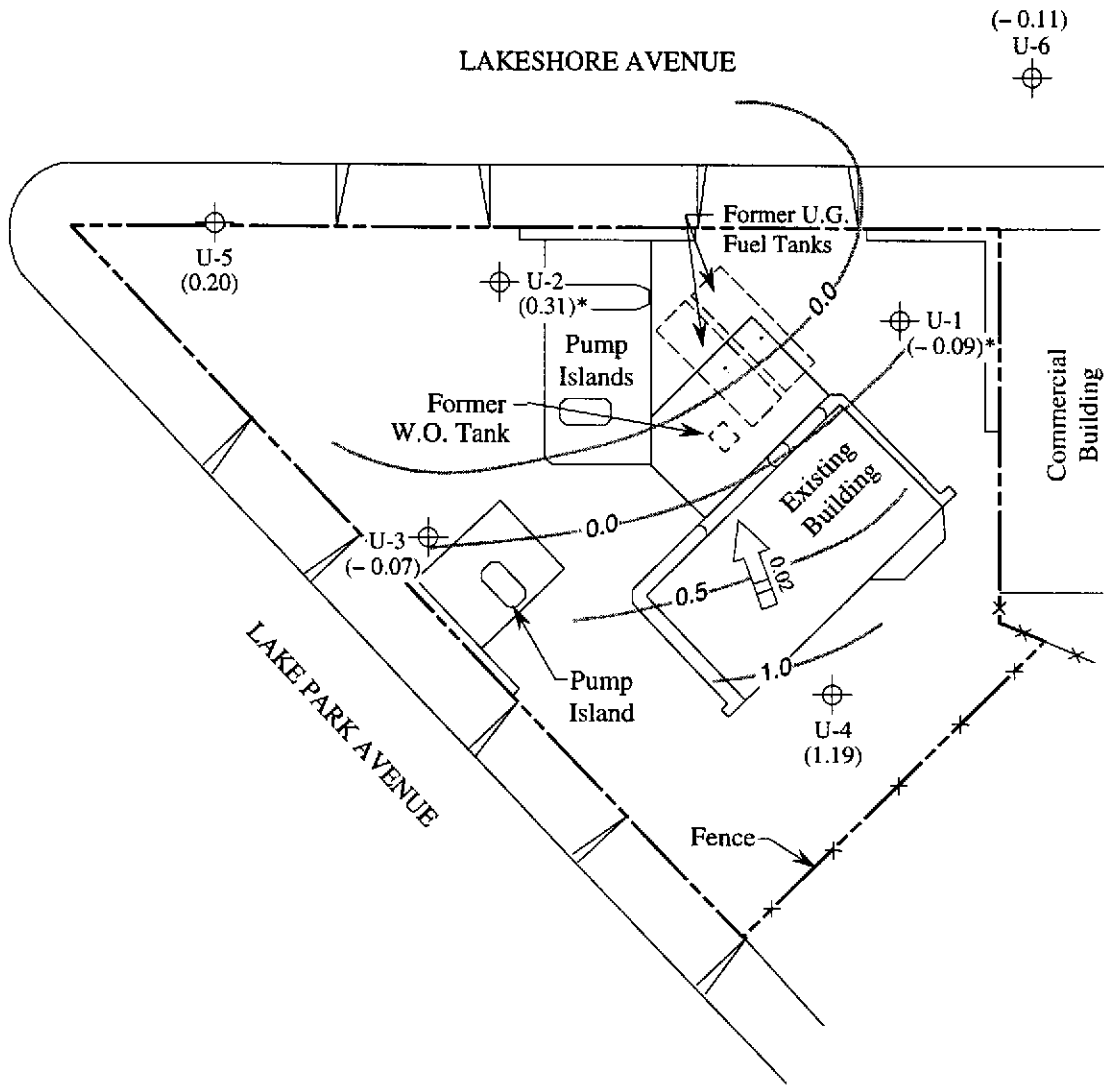 (– 0.11)
U-6
LAKESHORE AVENUE
Former U.G.
Fuel Tanks
U-5
(0.20)
U-2
(0.31)*
0.0
U-1
(– 0.09)*
Pump
Islands
Former
W.O. Tank
Commercial
Building
Existing
Building
U-3
(– 0.07)
0.0
0.02
0.5
1.0
Pump
Island
U-4
(1.19)
LAKE PARK AVENUE
Fence